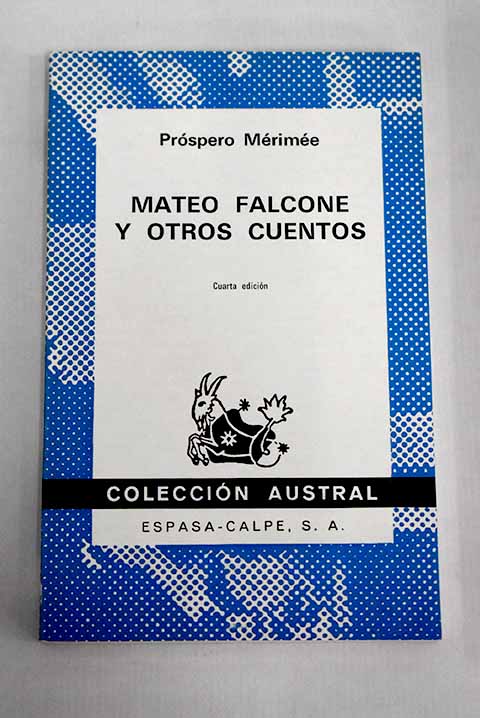 Próspero Mérimée
MATEO FALCONE
Y OTROS CUENTOS
Cuarta edición
COLECCIÓN AUSTRAL
ESPASA-CALPE, S. A.